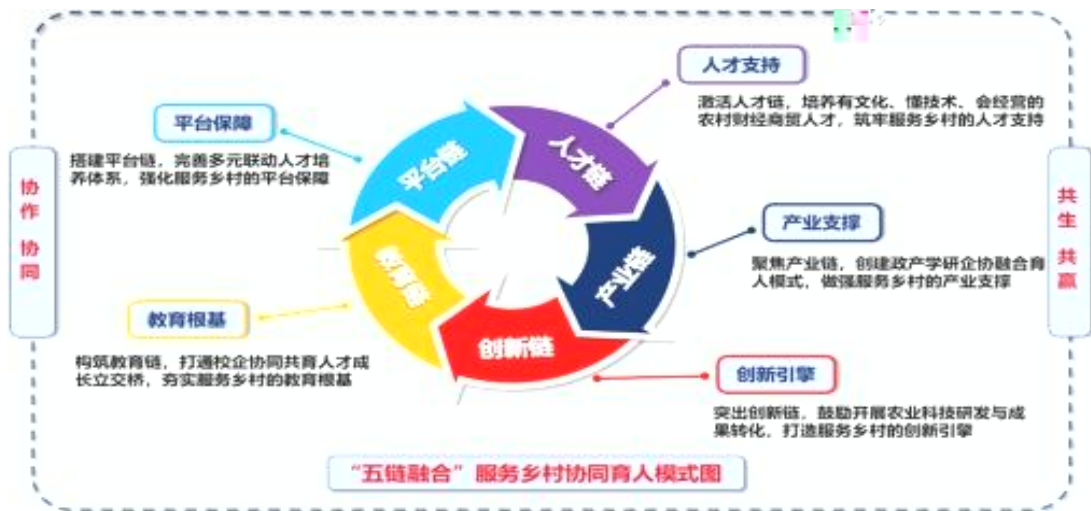 人才支持
激活人才链，培养有文化、懂技术、会经营的
农村财经商贸人才，筑牢服务乡村的人才支持
平台保障
搭建平台链，完善多元联动人才培
养体系，强化服务乡村的平台保障
平台链
人才链
协作 协同
共生 共赢
产业支撑
聚焦产业链，创建政产学研企协融合育
人模式，做强服务乡村的产业支撑
产业链
教育链
创新链
教育根基
构筑教育链，打通校企协同共育人才成
长立交桥，夯实服务乡村的教育根基
创新引擎
突出创新链，鼓励开展农业科技研发与成
果转化，打造服务乡村的创新引擎
“五链融合”服务乡村协同育人模式图